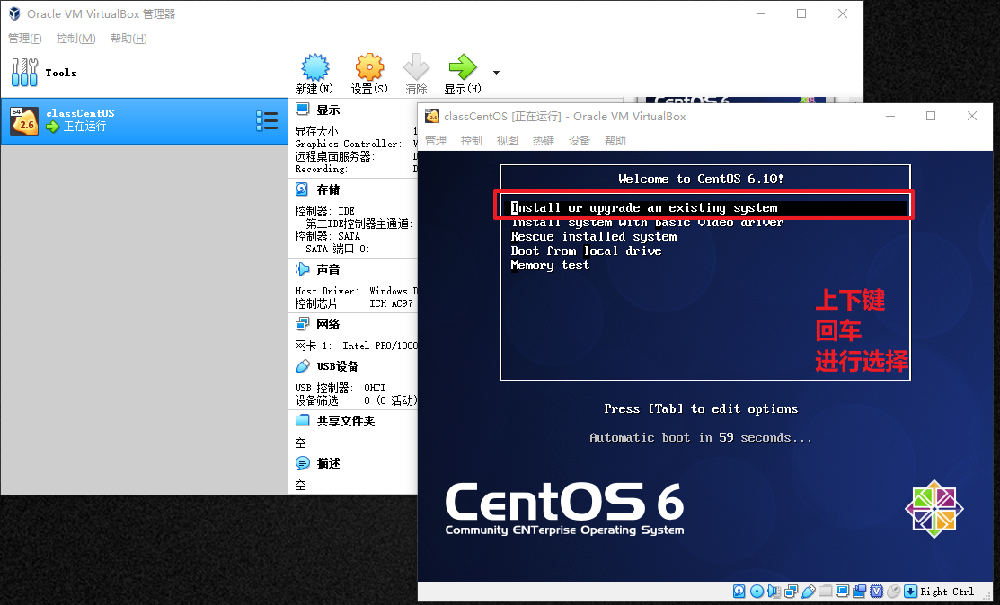 Oracle VM VirtualBox 管理器
管理(F) 控制(M) 帮助(H)
Tools
新建(N) 设置(S) 清除 显示(H)
64
2.6
classCentOS
正在运行
显示
显存大小: 1
Graphics Controller: V
远程桌面服务器: D
Recording: D
存储
控制器: IDE
第二IDE控制器主通道:
控制器: SATA
SATA 端口 0:
声音
Host Driver: Windows D
控制芯片: ICH AC97
网络
网卡 1: Intel PRO/1000
USB设备
USB 控制器: OHCI
设备筛选: 0 (0 活动)
共享文件夹
空
描述
空
classCentOS [正在运行] - Oracle VM VirtualBox
管理 控制 视图 热键 设备 帮助
Welcome to CentOS 6.10!
Install or upgrade an existing system
Install system with basic video driver
Rescue installed system
Boot from local drive
Memory test
上下键
回车
进行选择
Press [Tab] to edit options
Automatic boot in 59 seconds...
CentOS 6
Community ENTerprise Operating System
Right Ctrl